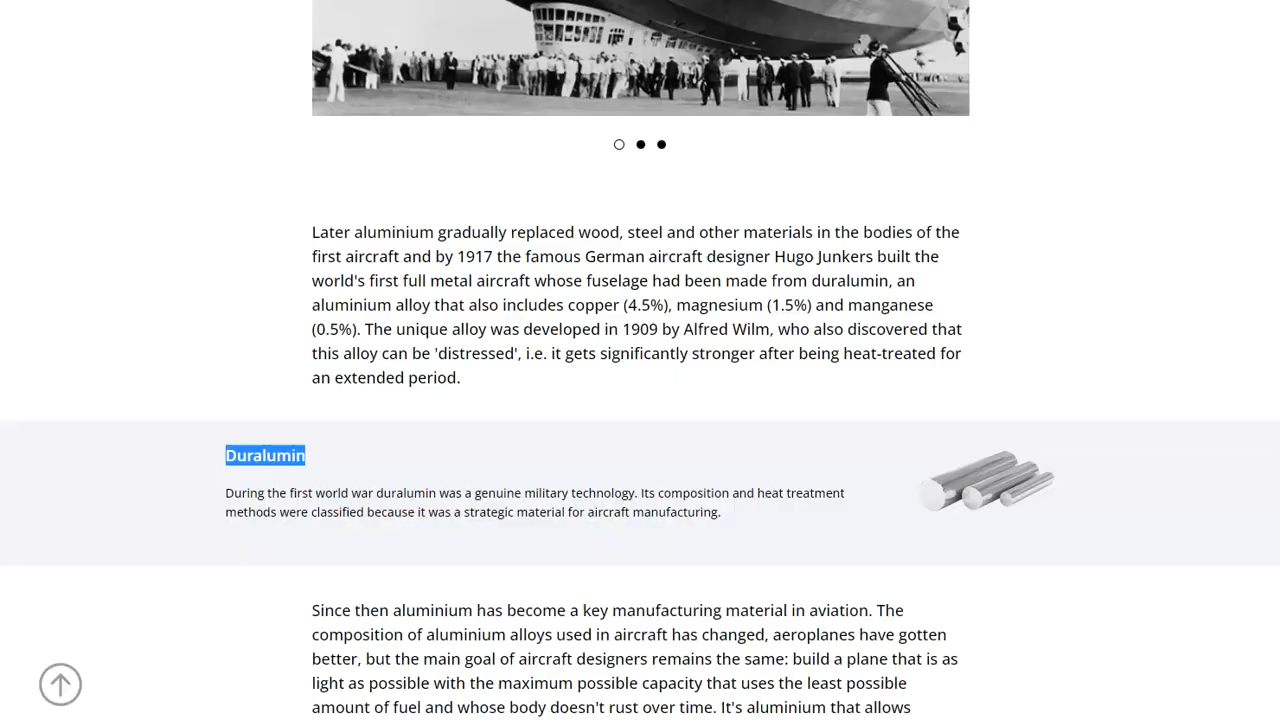 Later aluminium gradually replaced wood, steel and other materials in the bodies of the
first aircraft and by 1917 the famous German aircraft designer Hugo Junkers built the
world's first full metal aircraft whose fuselage had been made from duralumin, an
aluminium alloy that also includes copper (4.5%), magnesium (1.5%) and manganese
(0.5%). The unique alloy was developed in 1909 by Alfred Wilm, who also discovered that
this alloy can be 'distressed', i.e. it gets significantly stronger after being heat-treated for
an extended period.
Duralumin
During the first world war duralumin was a genuine military technology. Its composition and heat treatment
methods were classified because it was a strategic material for aircraft manufacturing.
Since then aluminium has become a key manufacturing material in aviation. The
composition of aluminium alloys used in aircraft has changed, aeroplanes have gotten
better, but the main goal of aircraft designers remains the same: build a plane that is as
light as possible with the maximum possible capacity that uses the least possible
amount of fuel and whose body doesn't rust over time. It's aluminium that allows